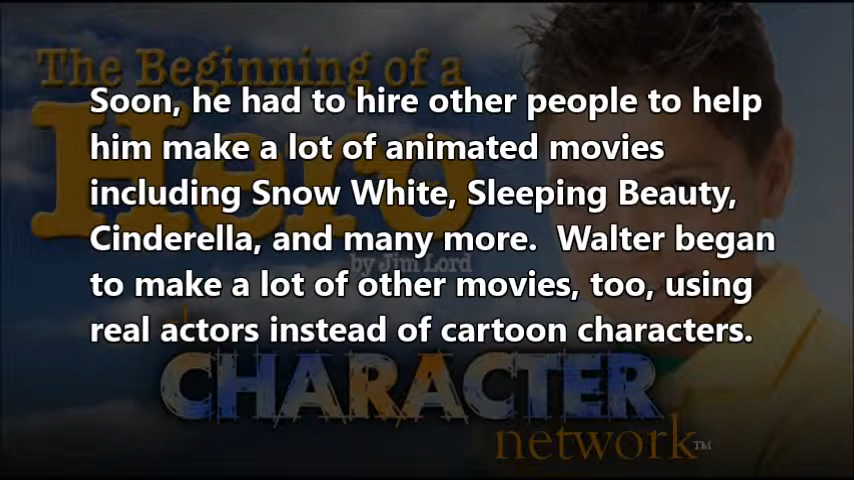 The Beginning of a
Hero
by Jim Lord
Soon, he had to hire other people to help
him make a lot of animated movies
including Snow White, Sleeping Beauty,
Cinderella, and many more.  Walter began
to make a lot of other movies, too, using
real actors instead of cartoon characters.
CHARACTER
network™